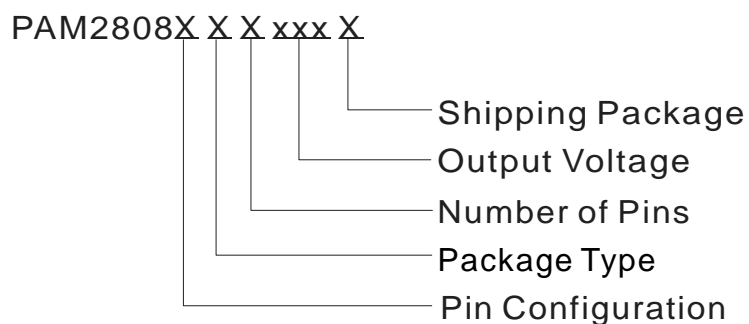 PAM2808X X X xxx X
Shipping Package
Output Voltage
Number of Pins
Package Type
Pin Configuration